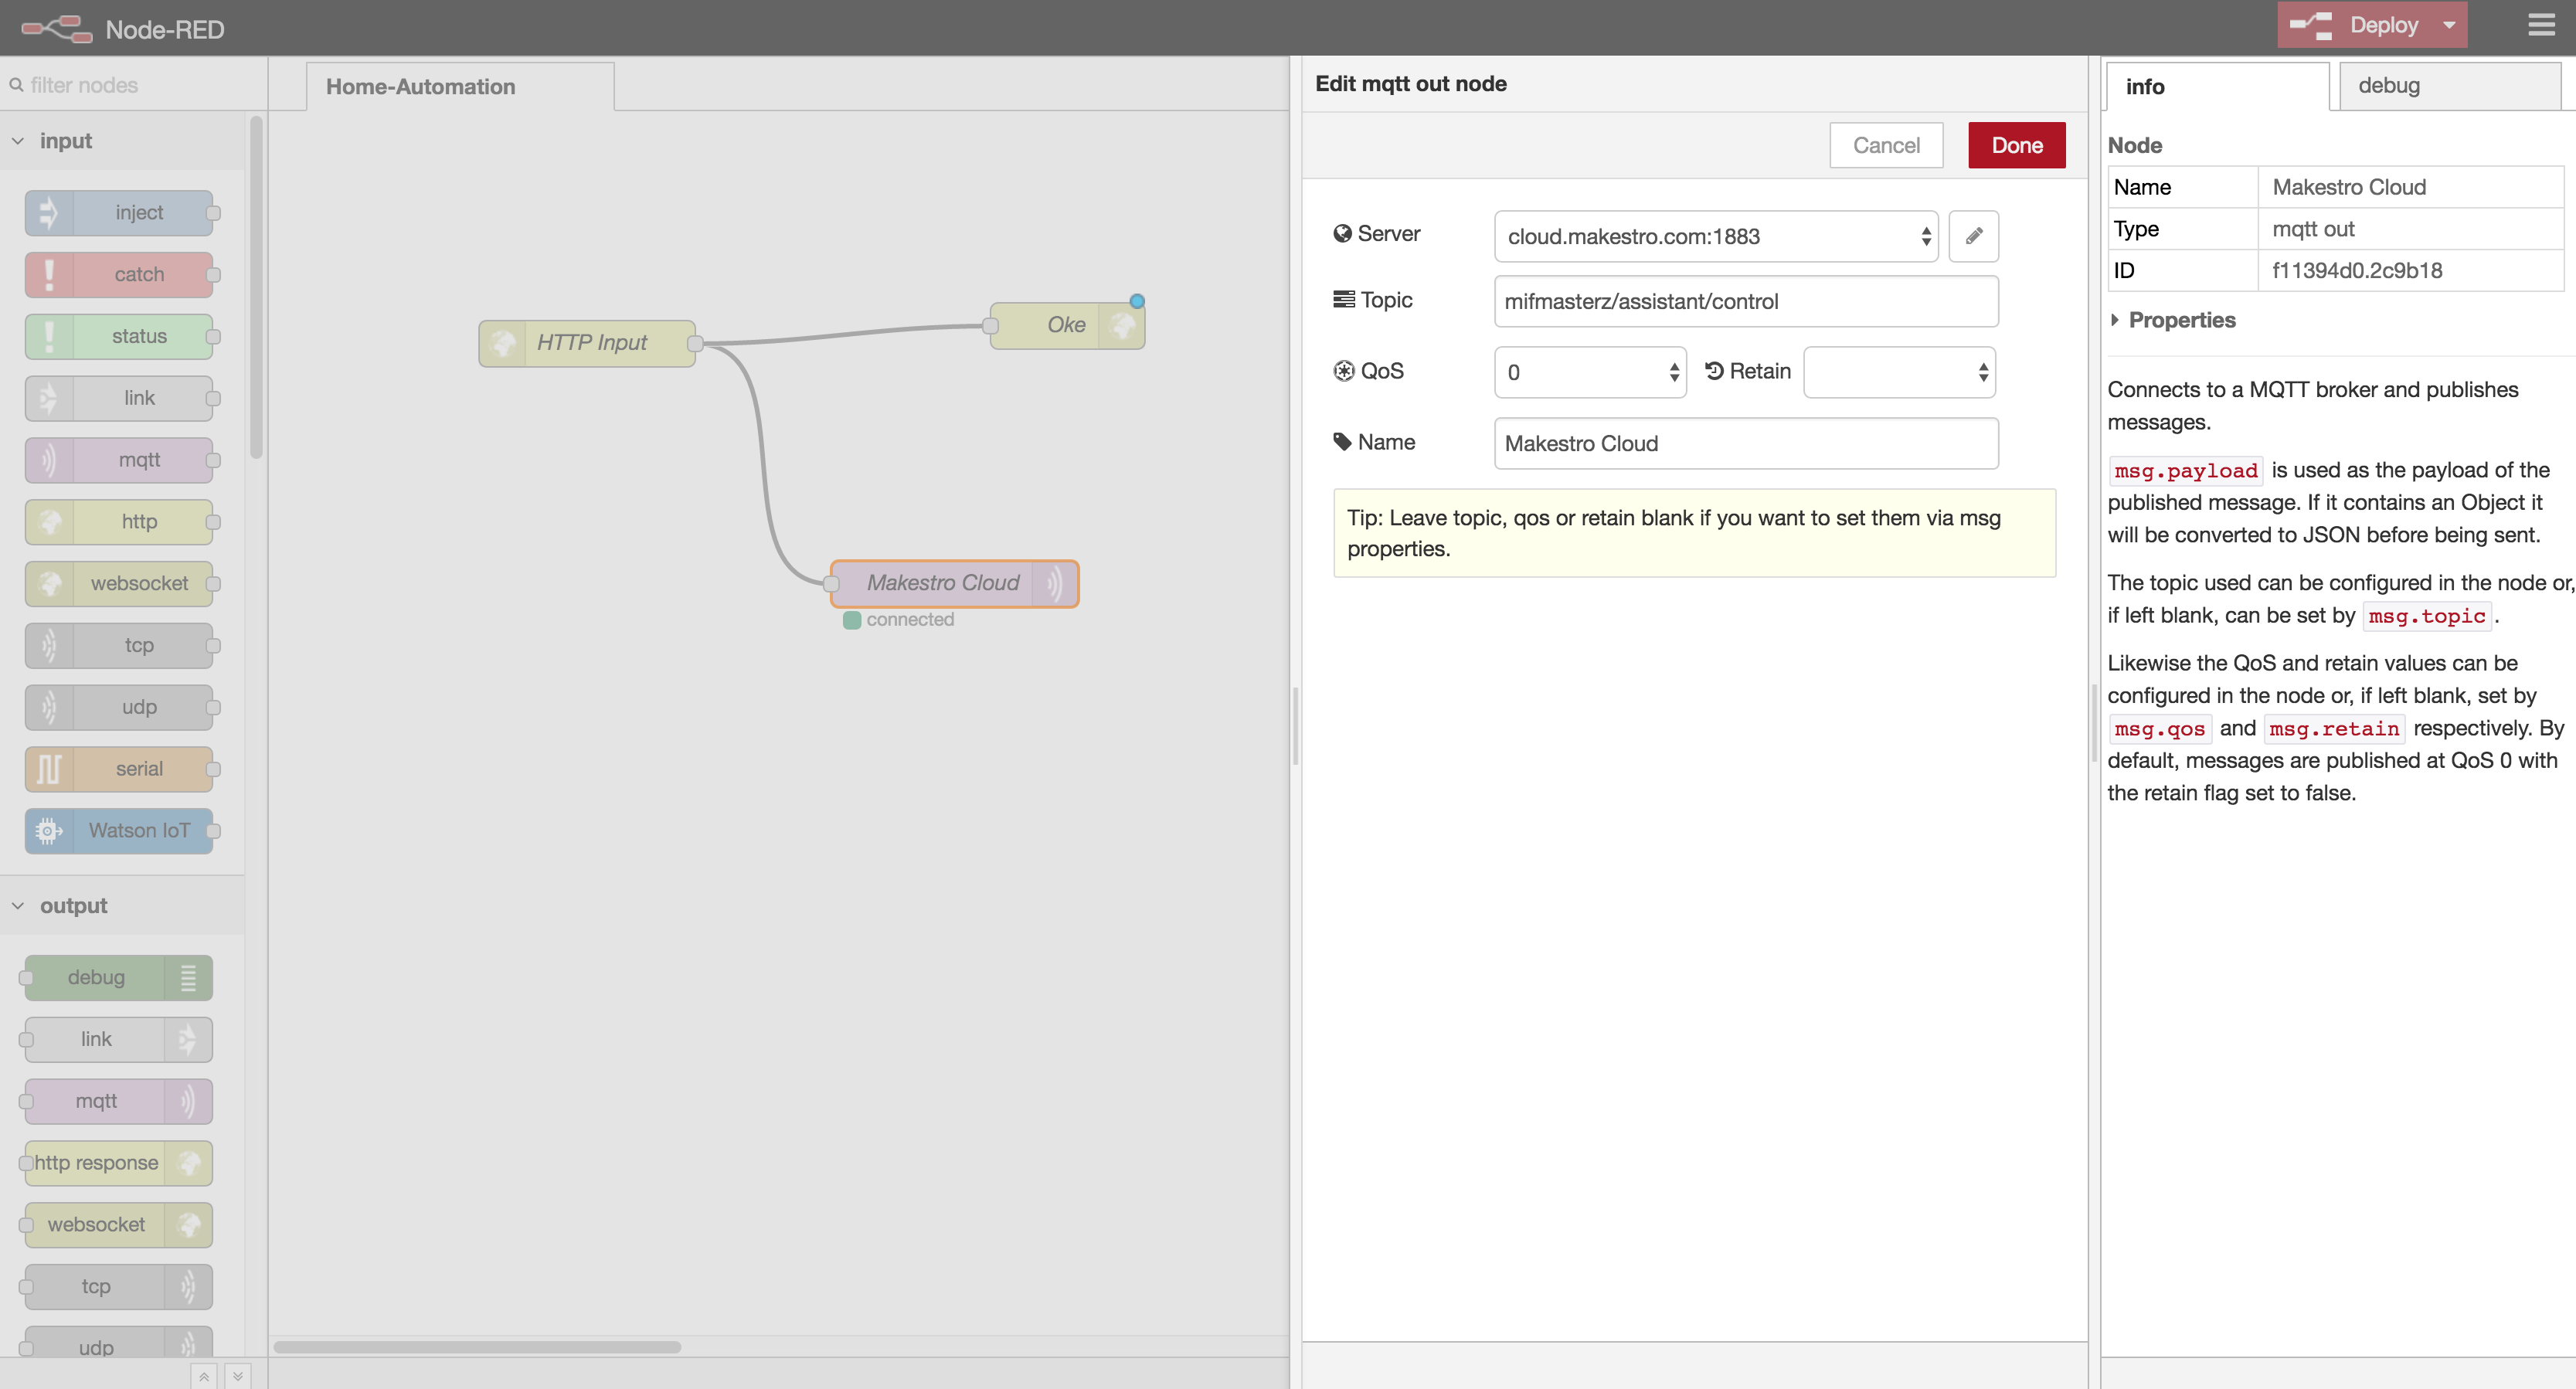 Node-RED
Deploy
filter nodes
input
inject
catch
status
link
mqtt
http
websocket
tcp
udp
serial
Watson IoT
output
debug
link
mqtt
http response
websocket
tcp
udp
Home-Automation
HTTP Input
Oke
Makestro Cloud
connected
Edit mqtt out node
Cancel
Done
Server
cloud.makestro.com:1883
Topic
mifmasterz/assistant/control
QoS
0
Retain
Name
Makestro Cloud
Tip: Leave topic, qos or retain blank if you want to set them via msg
properties.
info
debug
Node
Name Makestro Cloud
Type mqtt out
ID f11394d0.2c9b18
Properties
Connects to a MQTT broker and publishes
messages.
msg.payload is used as the payload of the
published message. If it contains an Object it
will be converted to JSON before being sent.
The topic used can be configured in the node or,
if left blank, can be set by msg.topic.
Likewise the QoS and retain values can be
configured in the node or, if left blank, set by
msg.qos and msg.retain respectively. By
default, messages are published at QoS 0 with
the retain flag set to false.